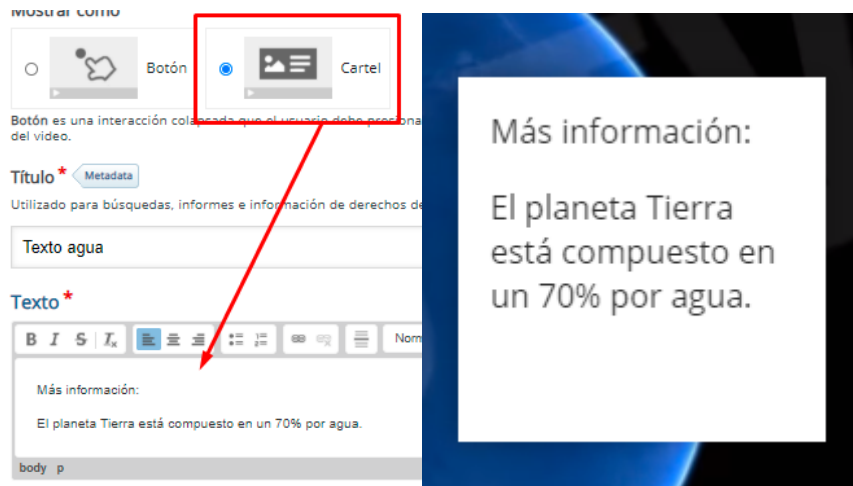 Mostrar como
Botón
Cartel
Botón es una interacción colapsada que el usuario debe presiona
del video.
Título * Metadata
Utilizado para búsquedas, informes e información de derechos de
Texto agua
Texto *
B I S Ix Norm
Más información:
El planeta Tierra está compuesto en un 70% por agua.
body p
Más información:
El planeta Tierra
está compuesto en
un 70% por agua.